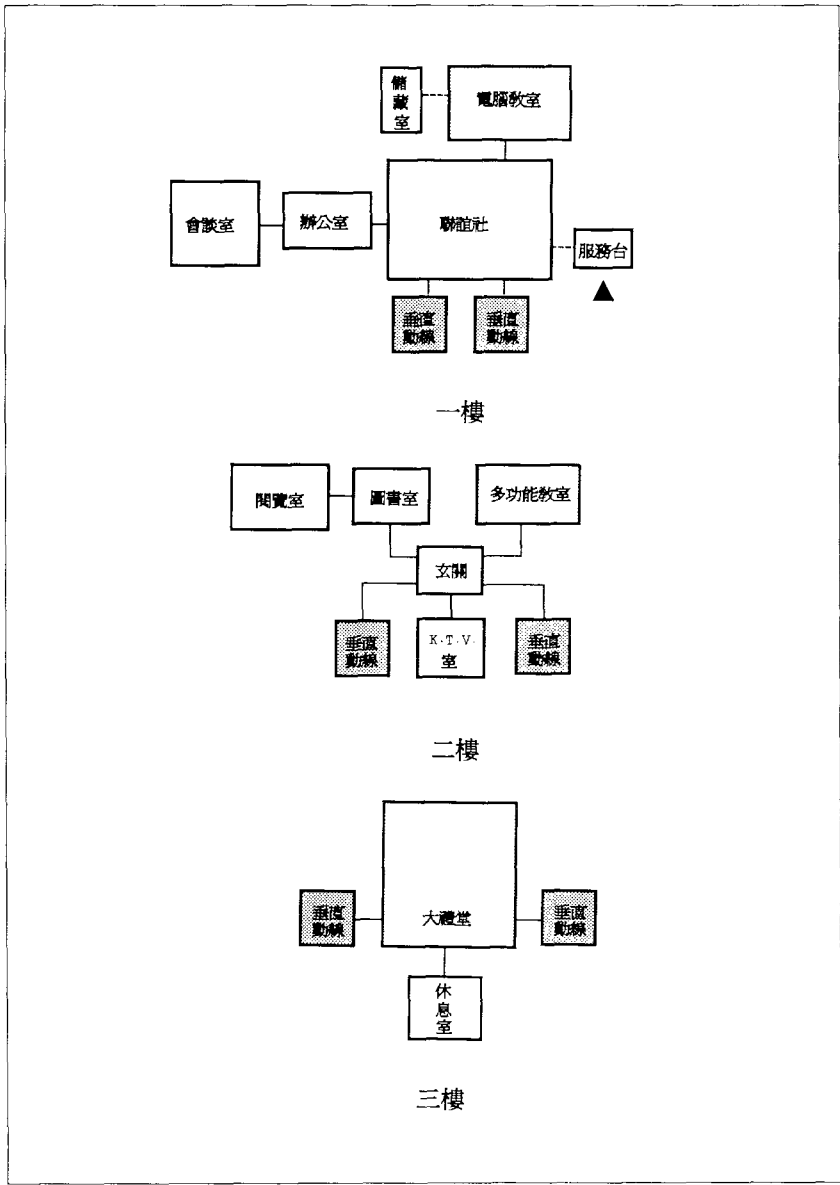 儲
藏
室
電腦教室
會談室
辦公室
聯誼社
服務台
垂直
動線
垂直
動線
一樓
閱覽室
圖書室
多功能教室
玄關
垂直
動線
K.T.V.
室
垂直
動線
二樓
垂直
動線
大禮堂
垂直
動線
休
息
室
三樓